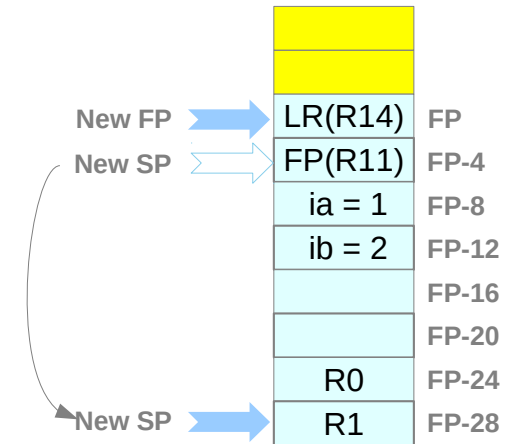 New FP LR(R14) FP
New SP FP(R11) FP-4
ia = 1 FP-8
ib = 2 FP-12
FP-16
FP-20
R0 FP-24
New SP R1 FP-28